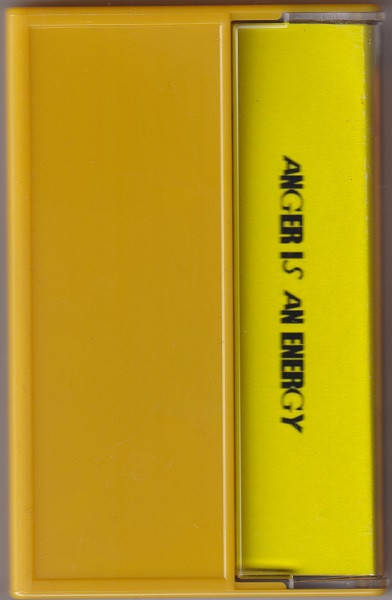 ANGER IS AN ENERGY